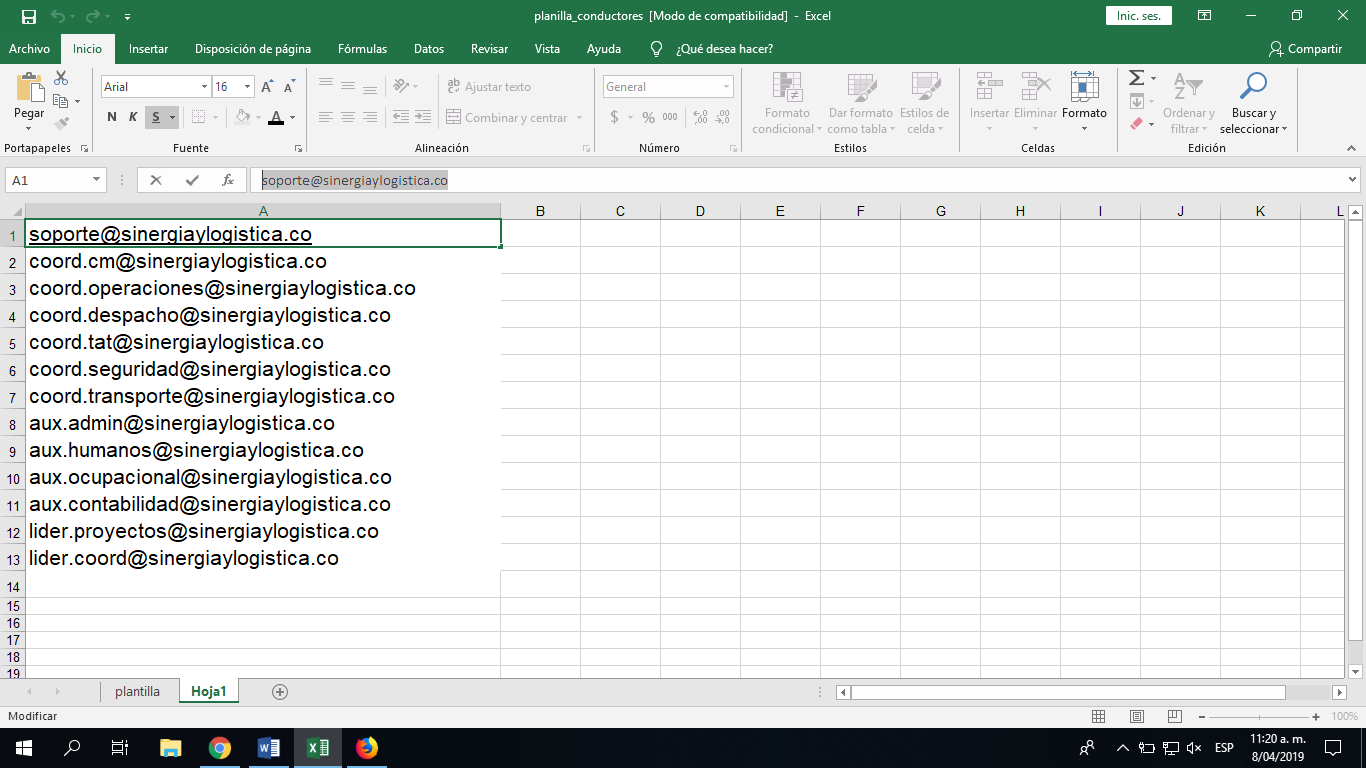 planilla_conductores [Modo de compatibilidad] - Excel
Inic. ses.
Archivo Inicio Insertar Disposición de página Fórmulas Datos Revisar Vista Ayuda ¿Qué desea hacer? Compartir
Pegar
Arial 16 A A
N K S A
Ajustar texto
Combinar y centrar
General
$ % 000
Formato condicional
Dar formato como tabla
Estilos de celda
Insertar Eliminar Formato
Ordenar y filtrar
Buscar y seleccionar
Portapapeles Fuente Alineación Número Estilos Celdas Edición
A1 fx soporte@sinergiaylogistica.co
A B C D E F G H I J K L
1 soporte@sinergiaylogistica.co
2 coord.cm@sinergiaylogistica.co
3 coord.operaciones@sinergiaylogistica.co
4 coord.despacho@sinergiaylogistica.co
5 coord.tat@sinergiaylogistica.co
6 coord.seguridad@sinergiaylogistica.co
7 coord.transporte@sinergiaylogistica.co
8 aux.admin@sinergiaylogistica.co
9 aux.humanos@sinergiaylogistica.co
10 aux.ocupacional@sinergiaylogistica.co
11 aux.contabilidad@sinergiaylogistica.co
12 lider.proyectos@sinergiaylogistica.co
13 lider.coord@sinergiaylogistica.co
14
15
16
17
18
19
plantilla Hoja1
Modificar 100%
ESP 11:20 a. m.
8/04/2019